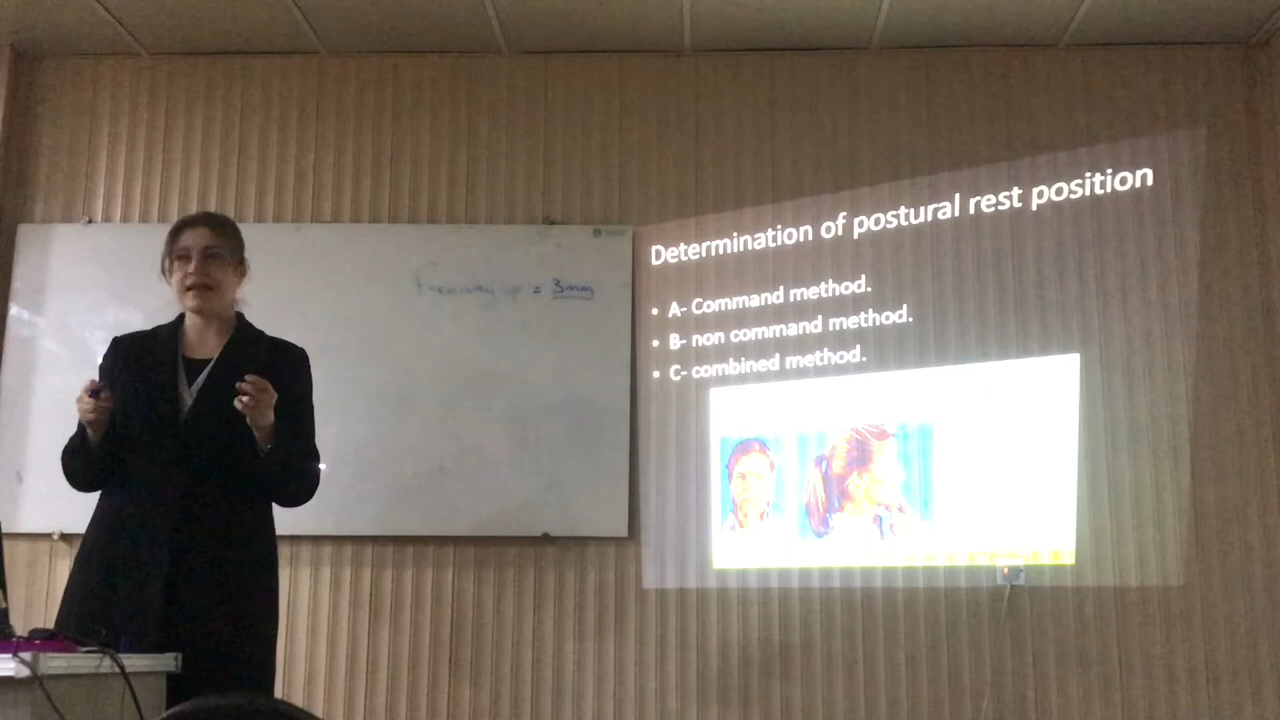 = 3mm
Determination of postural rest position
• A- Command method.
• B- non command method.
• C- combined method.